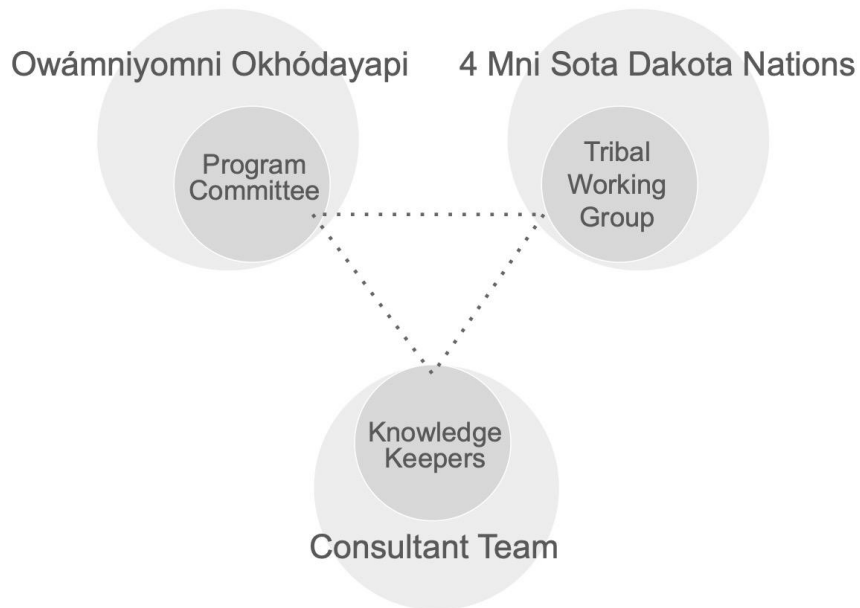 Owámniyomni Okhódayapi
4 Mni Sota Dakota Nations
Program
Committee
Tribal
Working
Group
Knowledge
Keepers
Consultant Team